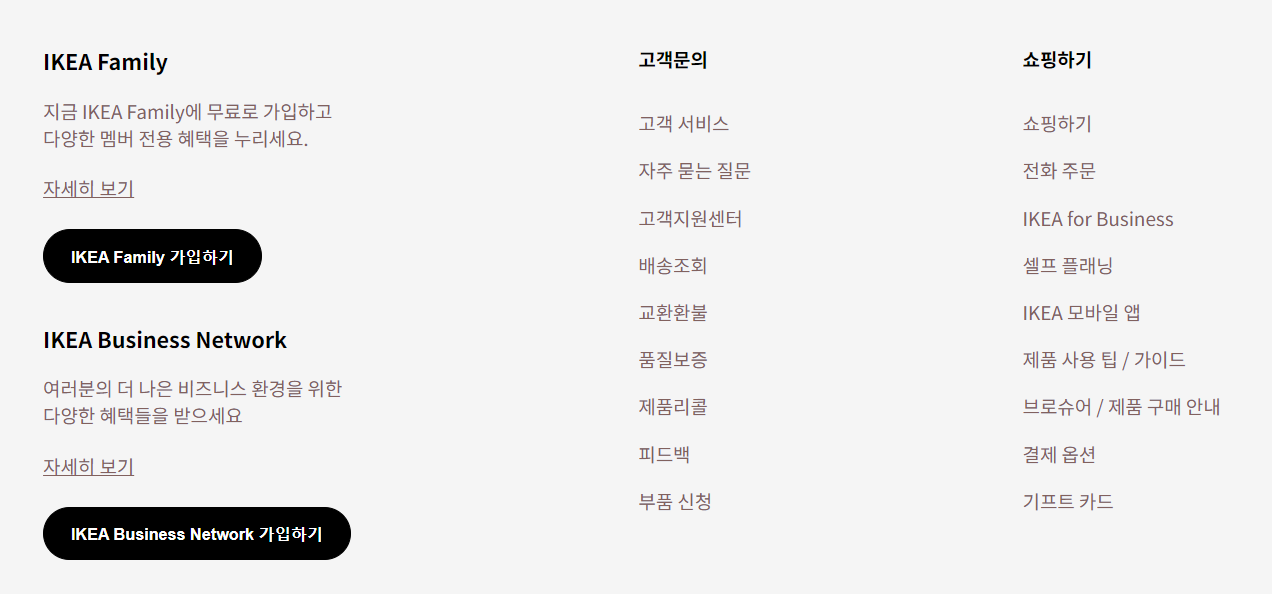 IKEA Family
지금 IKEA Family에 무료로 가입하고
다양한 멤버 전용 혜택을 누리세요.
자세히 보기
IKEA Family 가입하기
IKEA Business Network
여러분의 더 나은 비즈니스 환경을 위한
다양한 혜택들을 받으세요
자세히 보기
IKEA Business Network 가입하기
고객문의
고객 서비스
자주 묻는 질문
고객지원센터
배송조회
교환환불
품질보증
제품리콜
피드백
부품 신청
쇼핑하기
쇼핑하기
전화 주문
IKEA for Business
셀프 플래닝
IKEA 모바일 앱
제품 사용 팁 / 가이드
브로슈어 / 제품 구매 안내
결제 옵션
기프트 카드